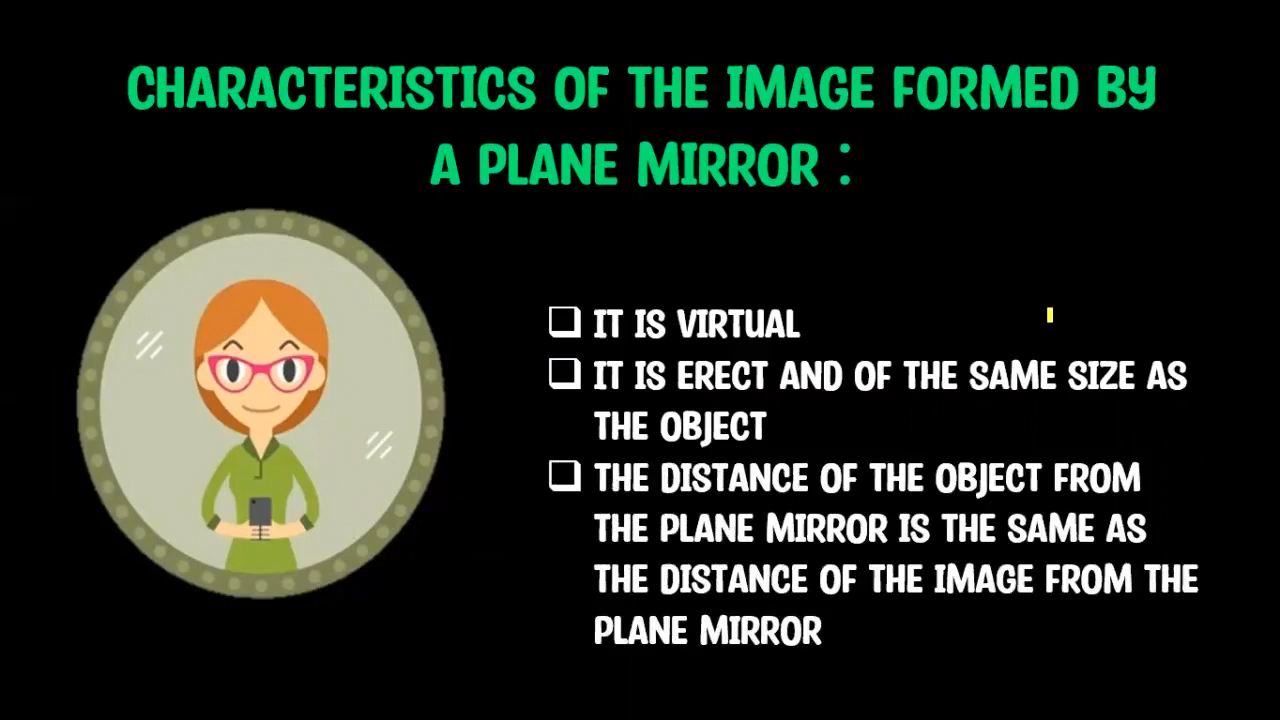 CHARACTERISTICS OF THE IMAGE FORMED BY
A PLANE MIRROR :
❑ IT IS VIRTUAL
❑ IT IS ERECT AND OF THE SAME SIZE AS
THE OBJECT
❑ THE DISTANCE OF THE OBJECT FROM
THE PLANE MIRROR IS THE SAME AS
THE DISTANCE OF THE IMAGE FROM THE
PLANE MIRROR